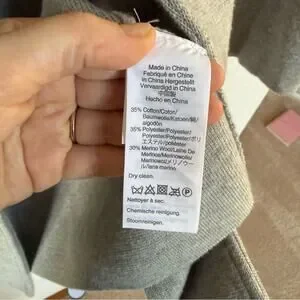 Made in China
Fabriqué en Chine
in China Hergestellt
Vervaardigd in China
中国製
Hecho en China
35% Cotton/Coton/
Baumwolle/Katoen/綿/
algodón
35% Polyester/Polyester/
Polyester/Polyester/ポリ
エステル/poliéster
30% Merino Wool/Laine De
Merinos/Merinowolle/
Merinowol/メリノウール/
lana Merino
Dry clean.
Nettoyer à sec.
Chemische reinigung.
Stoomreinigen.